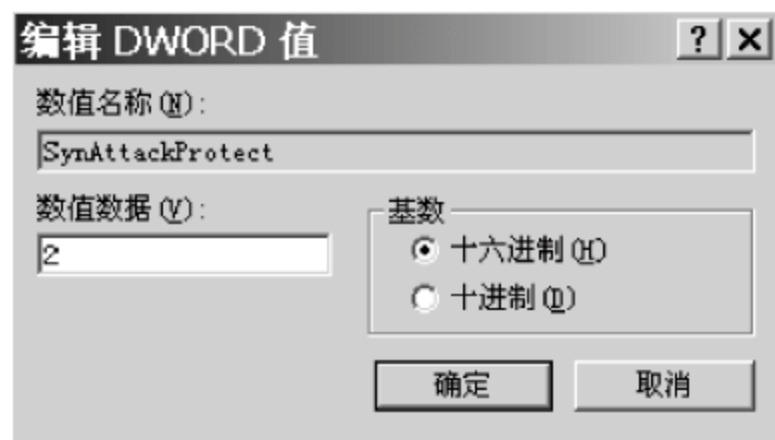 编辑 DWORD 值
? ×
数值名称(N):
SynAttackProtect
数值数据(V):
2
基数
十六进制(H)
十进制(D)
确定
取消